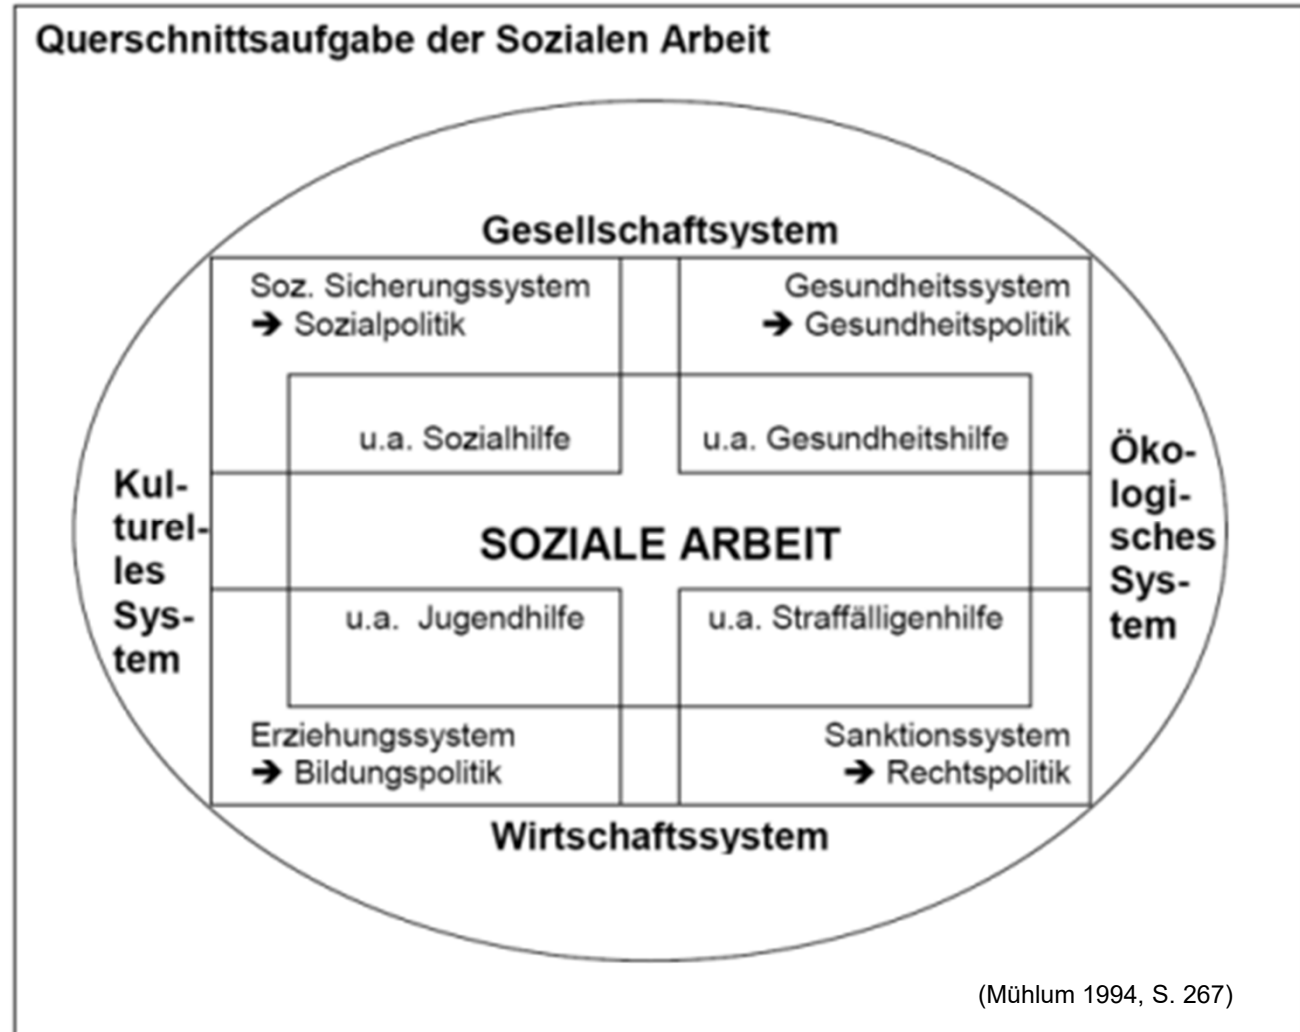 Querschnittsaufgabe der Sozialen Arbeit
Gesellschaftsystem
Soz. Sicherungssystem
➔ Sozialpolitik
Gesundheitssystem
➔ Gesundheitspolitik
u.a. Sozialhilfe
u.a. Gesundheitshilfe
Kul-
turel-
les
Sys-
tem
SOZIALE ARBEIT
Öko-
logi-
sches
Sys-
tem
u.a. Jugendhilfe
u.a. Straffälligenhilfe
Erziehungssystem
➔ Bildungspolitik
Sanktionssystem
➔ Rechtspolitik
Wirtschaftssystem
(Mühlum 1994, S. 267)